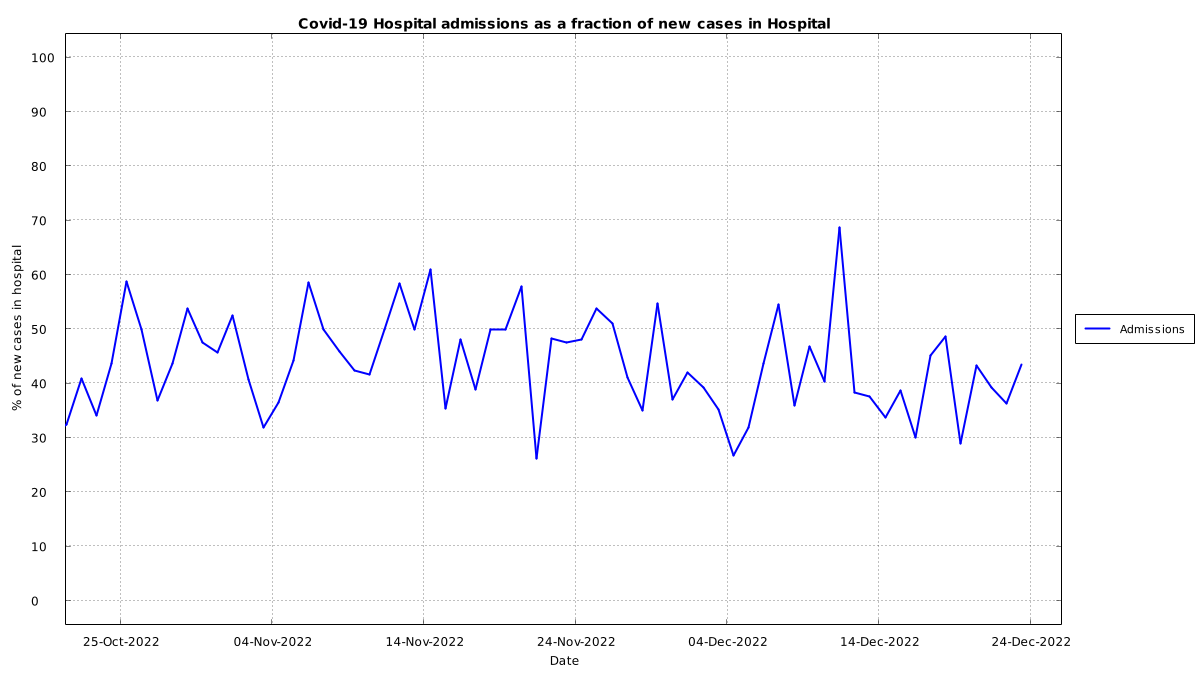 Covid-19 Hospital admissions as a fraction of new cases in Hospital
100
90
80
70
60
50
40
30
20
10
0
% of new cases in hospital
25-Oct-2022
04-Nov-2022
14-Nov-2022
24-Nov-2022
04-Dec-2022
14-Dec-2022
24-Dec-2022
Date
Admissions